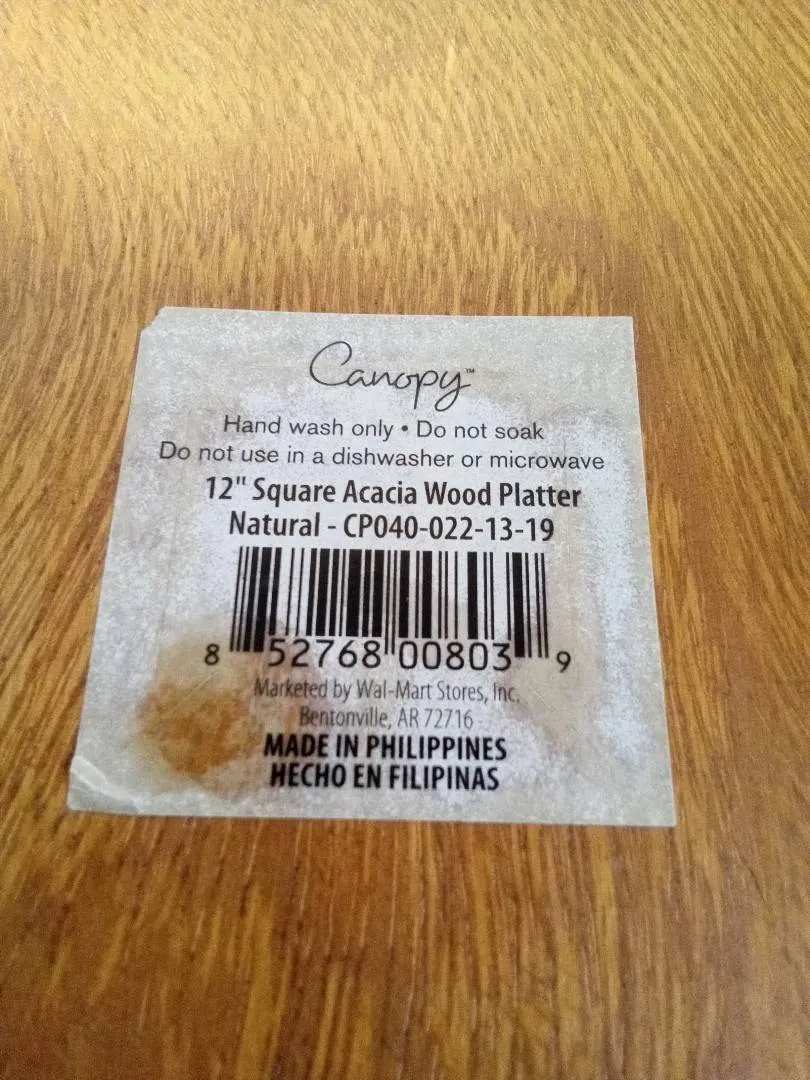 Canopy™
Hand wash only • Do not soak
Do not use in a dishwasher or microwave
12" Square Acacia Wood Platter
Natural - CP040-022-13-19
8 52768 00803 9
Marketed by Wal-Mart Stores, Inc.
Bentonville, AR 72716
MADE IN PHILIPPINES
HECHO EN FILIPINAS